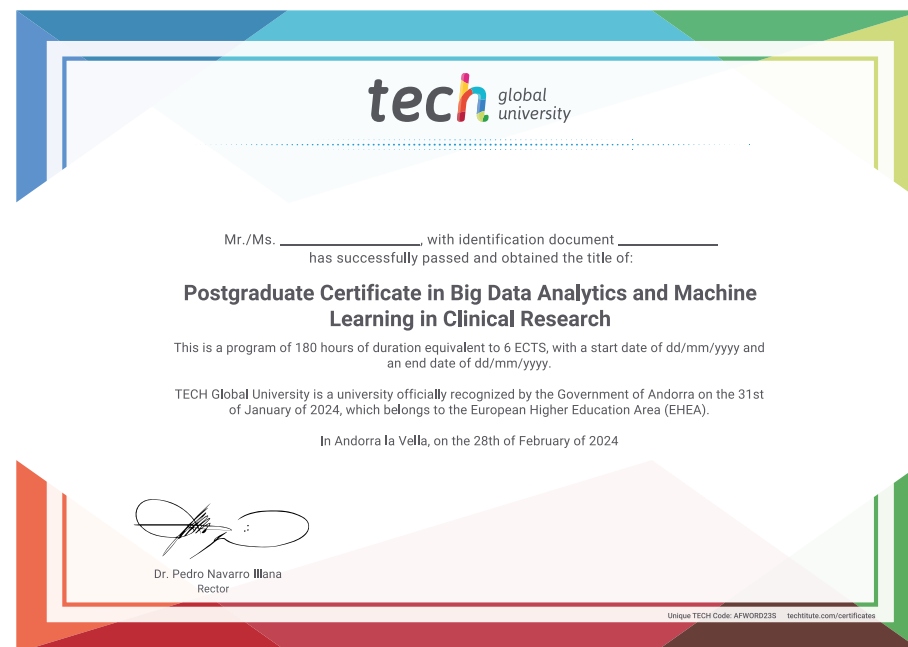 tech global university
Mr./Ms. ____________________, with identification document ______________
has successfully passed and obtained the title of:
Postgraduate Certificate in Big Data Analytics and Machine
Learning in Clinical Research
This is a program of 180 hours of duration equivalent to 6 ECTS, with a start date of dd/mm/yyyy and
an end date of dd/mm/yyyy.
TECH Global University is a university officially recognized by the Government of Andorra on the 31st
of January of 2024, which belongs to the European Higher Education Area (EHEA).
In Andorra la Vella, on the 28th of February of 2024
Dr. Pedro Navarro Illana
Rector
Unique TECH Code: AFWORD23S techtitute.com/certificates